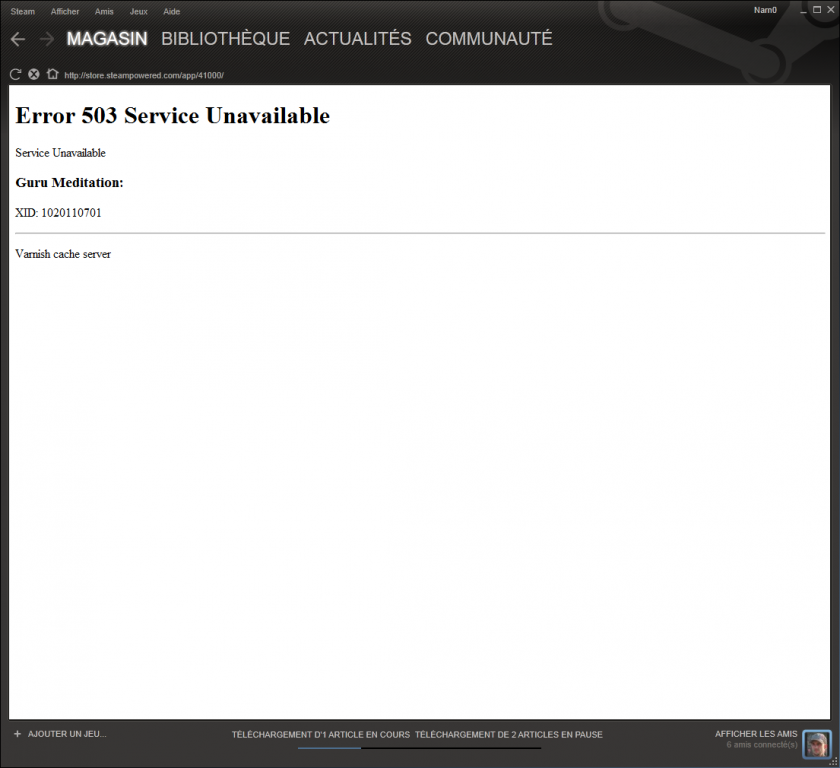 Steam Afficher Amis Jeux Aide Nam0
MAGASIN BIBLIOTHÈQUE ACTUALITÉS COMMUNAUTÉ
http://store.steampowered.com/app/41000/
Error 503 Service Unavailable
Service Unavailable
Guru Meditation:
XID: 1020110701
Varnish cache server
+ AJOUTER UN JEU... TÉLÉCHARGEMENT D'1 ARTICLE EN COURS TÉLÉCHARGEMENT DE 2 ARTICLES EN PAUSE AFFICHER LES AMIS
6 amis connecté(s)